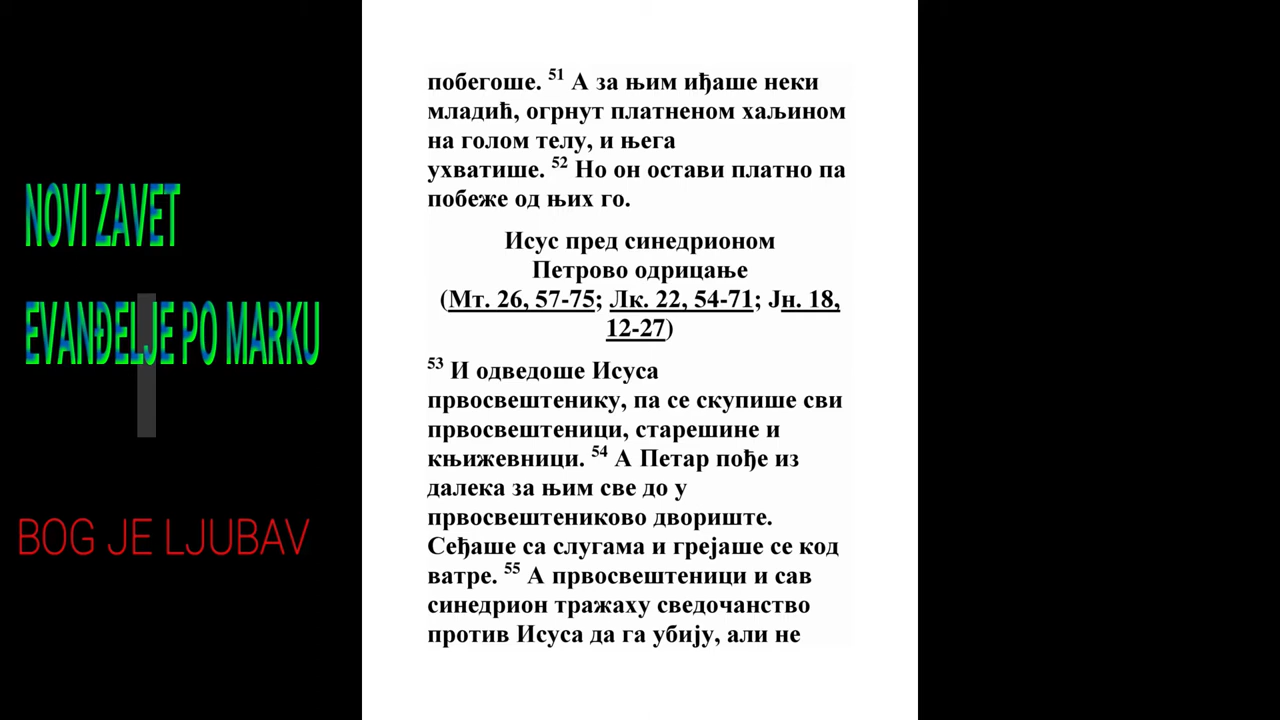 NOVI ZAVET
EVANĐELJE PO MARKU
BOG JE LJUBAV
побегоше. 51 А за њим иђаше неки
младић, огрнут платненом хаљином
на голом телу, и њега
ухватише. 52 Но он остави платно па
побеже од њих го.
Исус пред синедрионом
Петрово одрицање
(Мт. 26, 57-75; Лк. 22, 54-71; Јн. 18,
12-27)
53 И одведоше Исуса
првосвештенику, па се скупише сви
првосвештеници, старешине и
књижевници. 54 А Петар пође из
далека за њим све до у
првосвештениково двориште.
Сеђаше са слугама и грејаше се код
ватре. 55 А првосвештеници и сав
синедрион тражаху сведочанство
против Исуса да га убију, али не